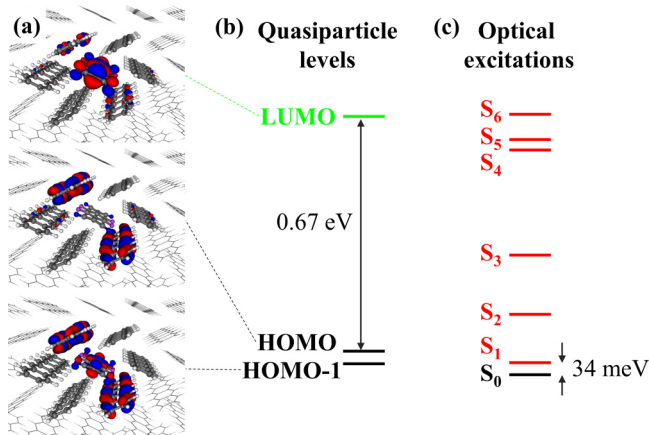 (a)
(b) Quasiparticle
levels
LUMO
0.67 eV
HOMO
HOMO-1
(c) Optical
excitations
S₆
S₅
S₄
S₃
S₂
S₁
S₀
34 meV